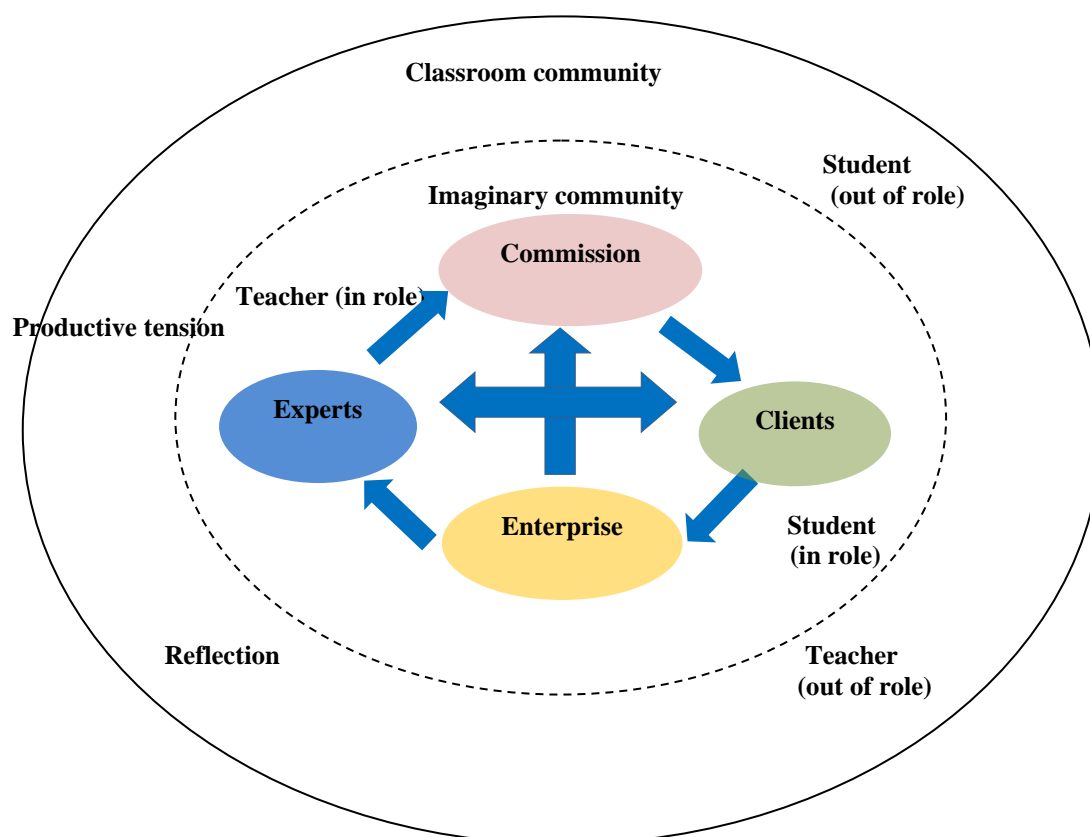 Classroom community
Student
(out of role)
Imaginary community
Commission
Teacher (in role)
Productive tension
Experts
Clients
Enterprise
Student
(in role)
Reflection
Teacher
(out of role)